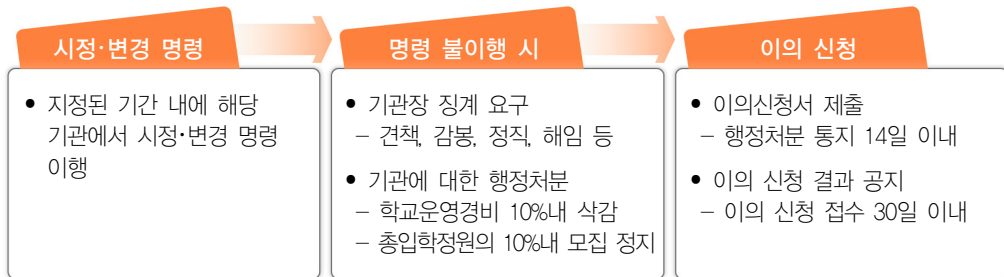 시정·변경 명령
• 지정된 기간 내에 해당
기관에서 시정·변경 명령
이행
명령 불이행 시
• 기관장 징계 요구
– 견책, 감봉, 정직, 해임 등
• 기관에 대한 행정처분
– 학교운영경비 10%내 삭감
– 총입학정원의 10%내 모집 정지
이의 신청
• 이의신청서 제출
– 행정처분 통지 14일 이내
• 이의 신청 결과 공지
– 이의 신청 접수 30일 이내